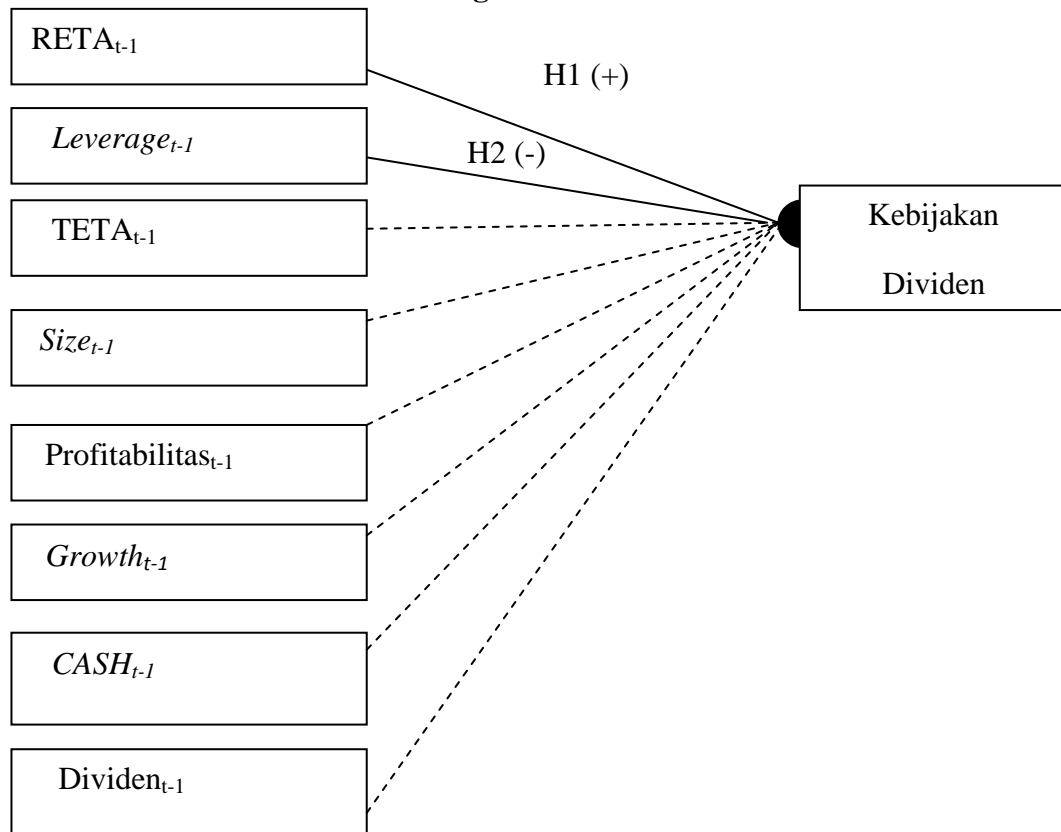 RETAt-1
H1 (+)
Leveraget-1
H2 (-)
TETAt-1
Kebijakan
Dividen
Sizet-1
Profitabilitast-1
Growtht-1
CASHt-1
Divident-1